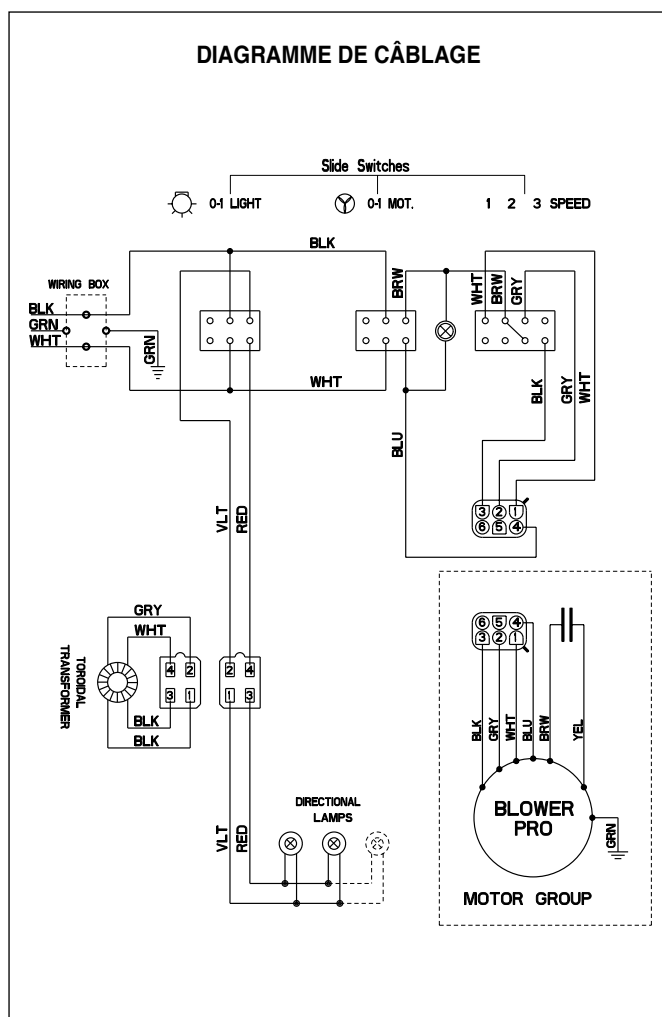 DIAGRAMME DE CÂBLAGE
Slide Switches
0-1 LIGHT
0-1 MOT.
1 2 3 SPEED
BLK
WIRING BOX
BLK
GRN
WHT
GRN
WHT
BRW
WHT
BRW
GRY
BLK
GRY
WHT
BLU
3 2 1
6 5 4
VLT
RED
GRY
WHT
TOROIDAL
TRANSFORMER
4 2
3 1
BLK
BLK
2 4
1 3
6 5 4
3 2 1
BLK
GRY
WHT
BLU
BRW
YEL
BLOWER
PRO
GRN
MOTOR GROUP
DIRECTIONAL
LAMPS
VLT
RED